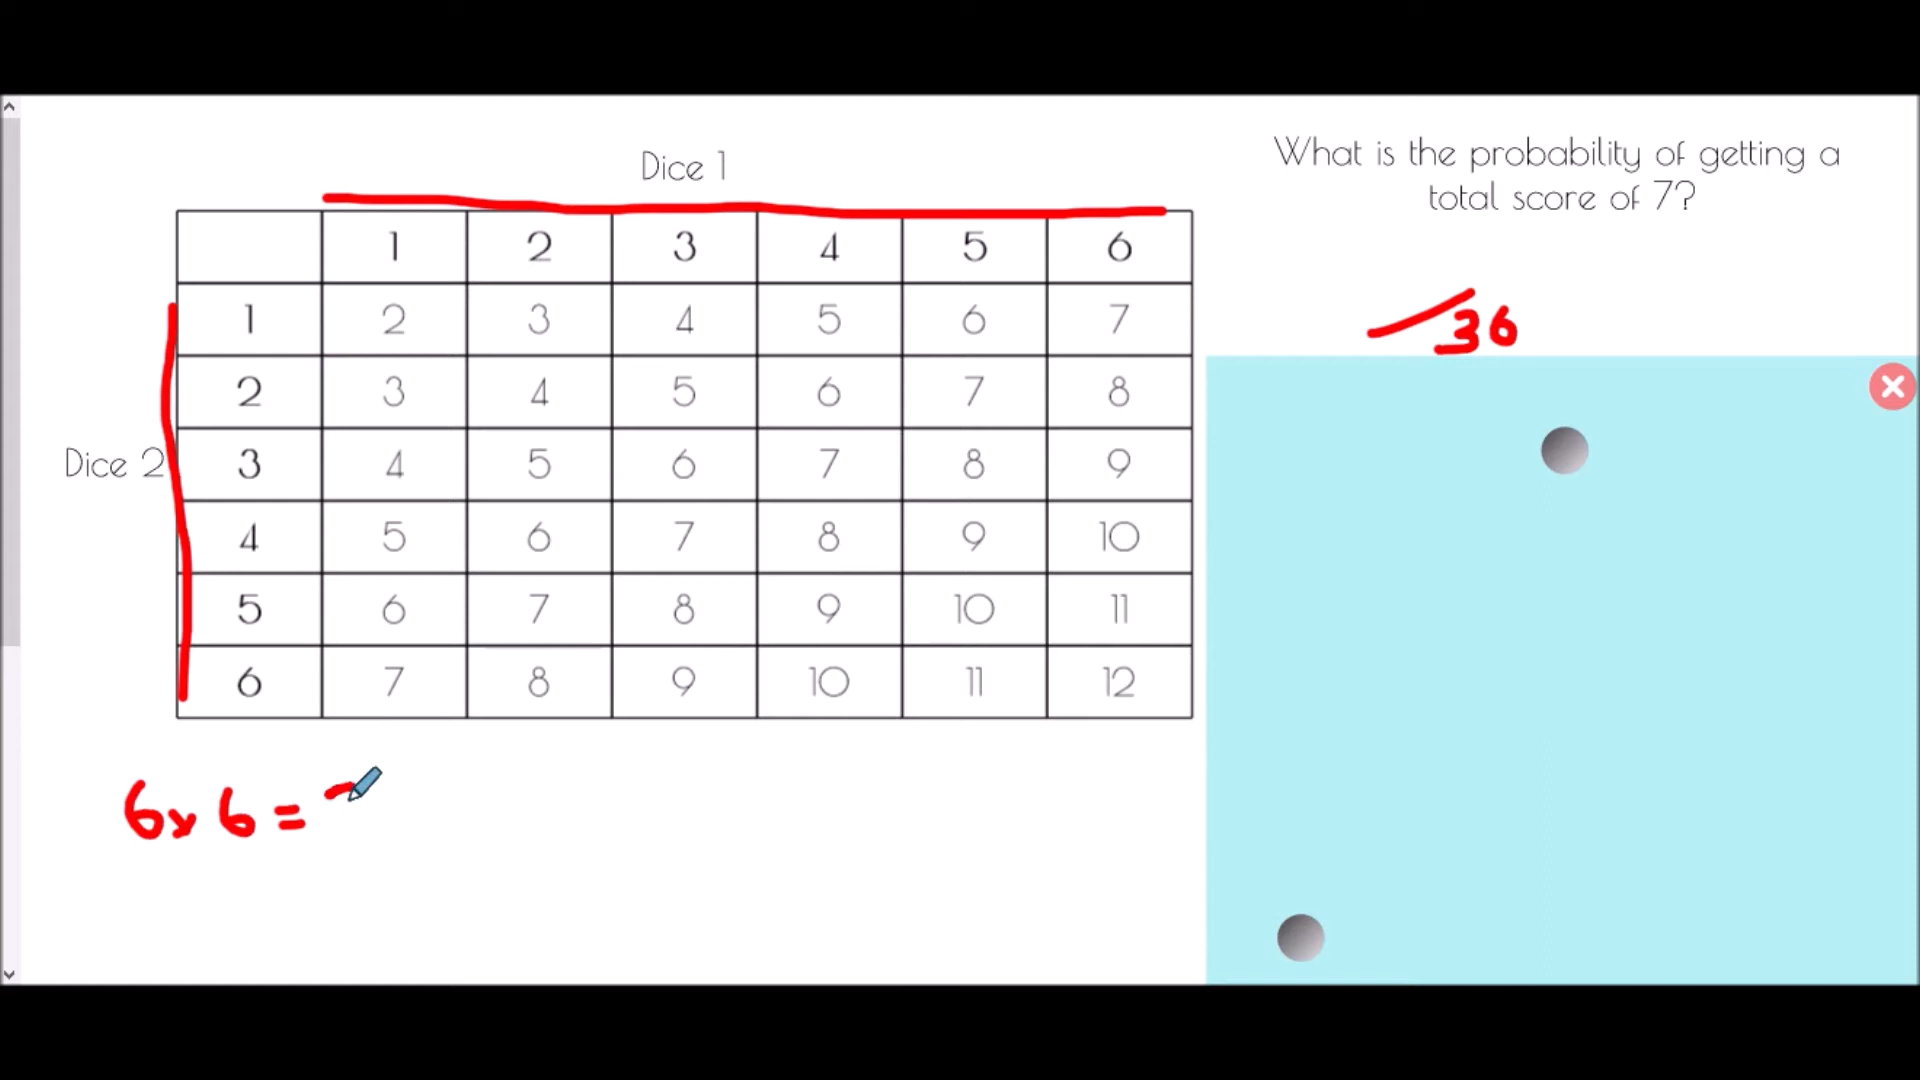 Dice 1
What is the probability of getting a
total score of 7?
1 2 3 4 5 6
1 2 3 4 5 6 7
36
2 3 4 5 6 7 8
Dice 2
3 4 5 6 7 8 9
4 5 6 7 8 9 10
5 6 7 8 9 10 11
6 7 8 9 10 11 12
6 x 6 =